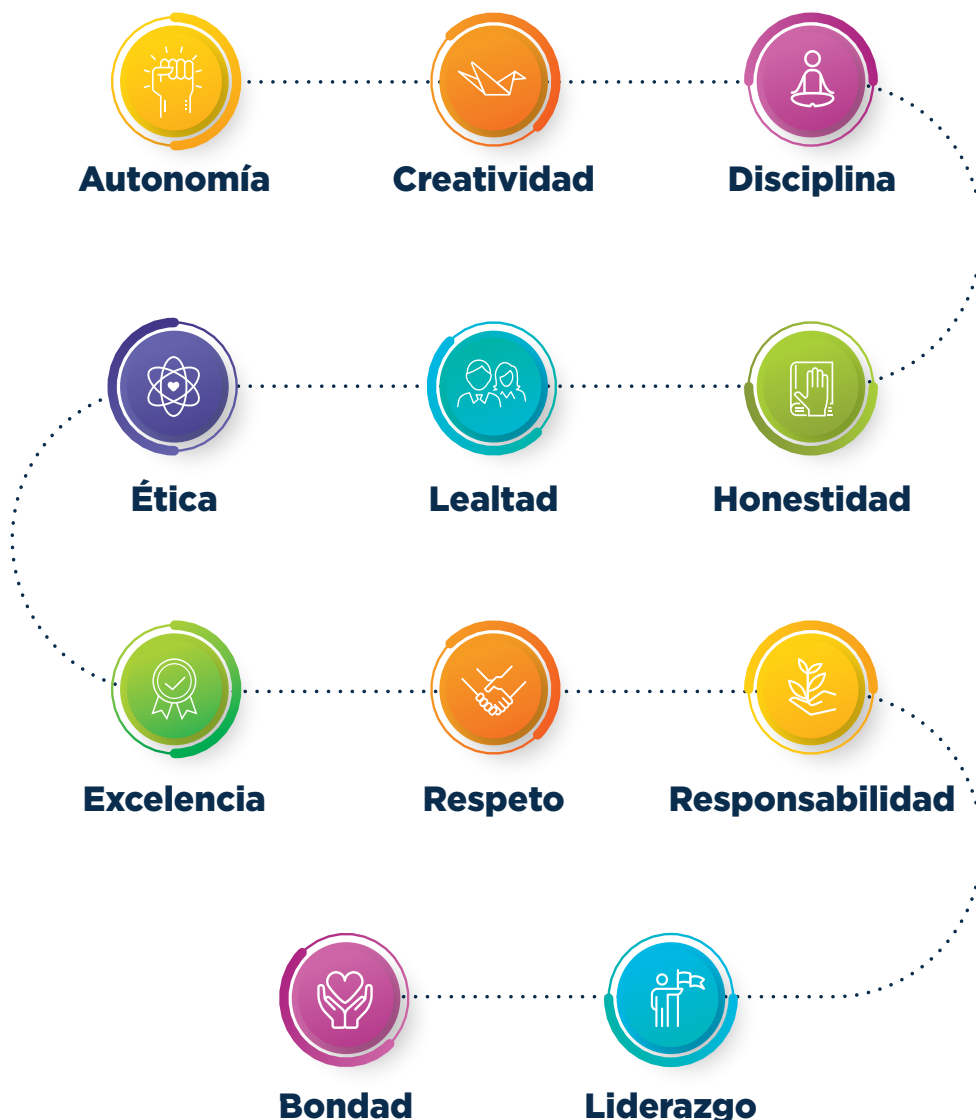 Autonomía
Creatividad
Disciplina
Ética
Lealtad
Honestidad
Excelencia
Respeto
Responsabilidad
Bondad
Liderazgo